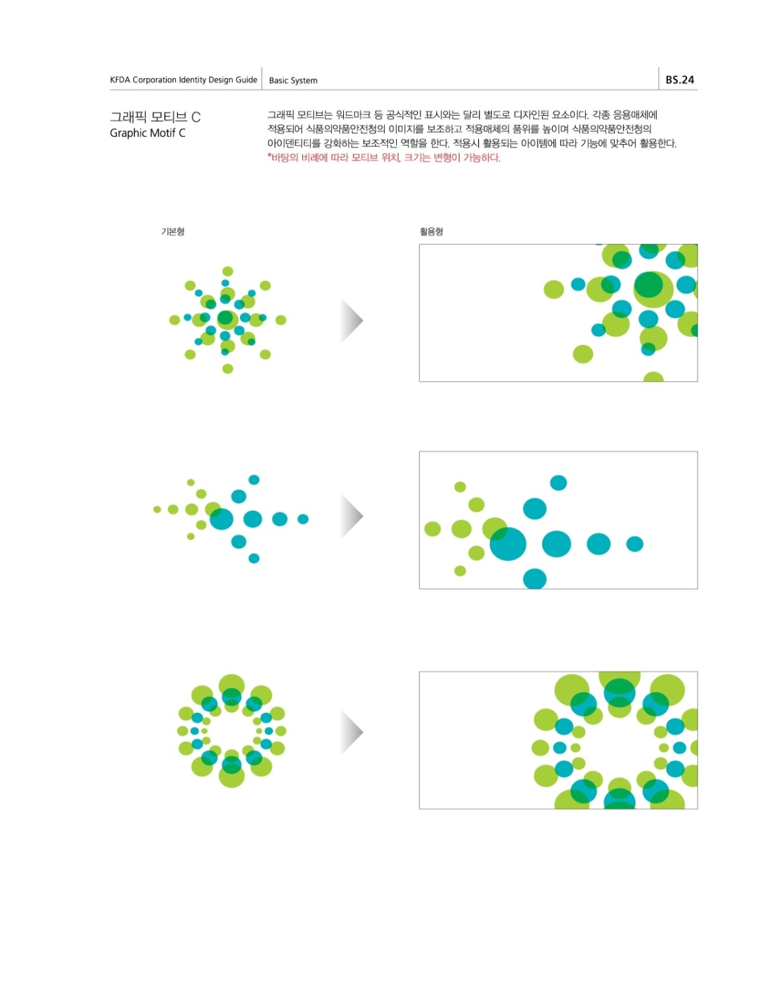 KFDA Corporation Identity Design Guide
Basic System
BS.24
그래픽 모티브 C
Graphic Motif C
그래픽 모티브는 워드마크 등 공식적인 표시와는 달리 별도로 디자인된 요소이다. 각종 응용매체에
적용되어 식품의약품안전청의 이미지를 보조하고 적용매체의 품위를 높이며 식품의약품안전청의
아이덴티티를 강화하는 보조적인 역할을 한다. 적용시 활용되는 아이템에 따라 기능에 맞추어 활용한다.
*바탕의 비례에 따라 모티브 위치, 크기는 변형이 가능하다.
기본형
활용형